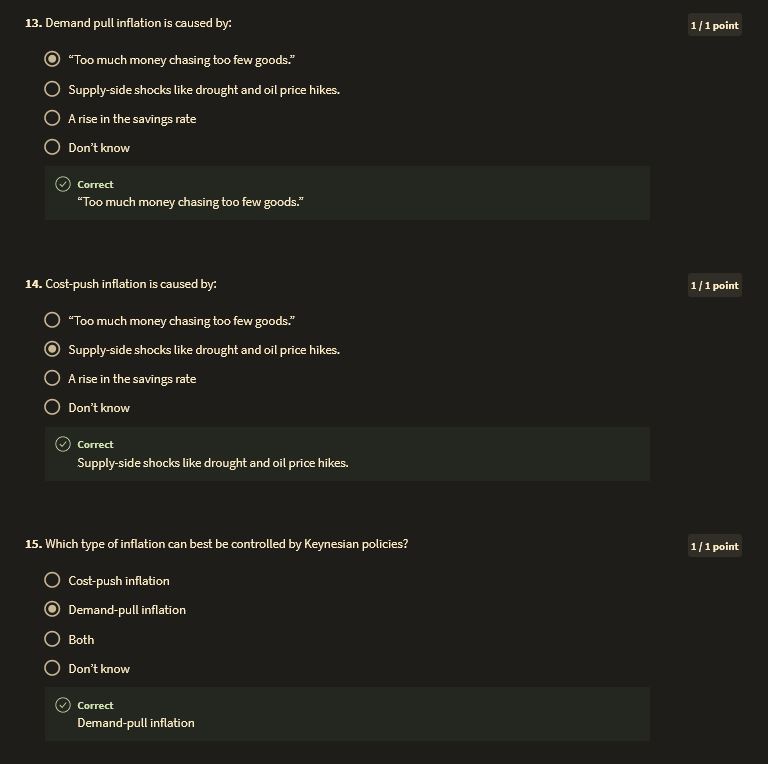 13. Demand pull inflation is caused by:
1 / 1 point
“Too much money chasing too few goods.”
Supply-side shocks like drought and oil price hikes.
A rise in the savings rate
Don’t know
Correct
“Too much money chasing too few goods.”
14. Cost-push inflation is caused by:
1 / 1 point
“Too much money chasing too few goods.”
Supply-side shocks like drought and oil price hikes.
A rise in the savings rate
Don’t know
Correct
Supply-side shocks like drought and oil price hikes.
15. Which type of inflation can best be controlled by Keynesian policies?
1 / 1 point
Cost-push inflation
Demand-pull inflation
Both
Don’t know
Correct
Demand-pull inflation